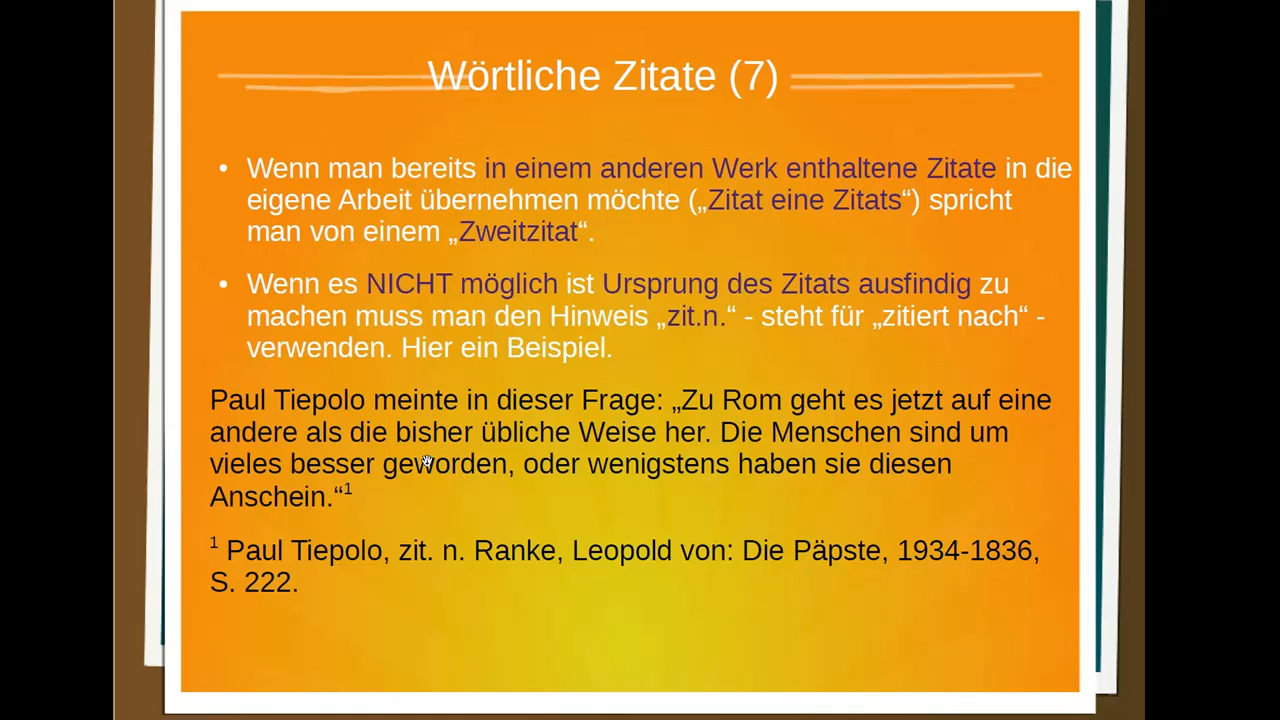 Wörtliche Zitate (7)
• Wenn man bereits in einem anderen Werk enthaltene Zitate in die
eigene Arbeit übernehmen möchte („Zitat eine Zitats“) spricht
man von einem „Zweitzitat“.
• Wenn es NICHT möglich ist Ursprung des Zitats ausfindig zu
machen muss man den Hinweis „zit.n.“ - steht für „zitiert nach“ -
verwenden. Hier ein Beispiel.
Paul Tiepolo meinte in dieser Frage: „Zu Rom geht es jetzt auf eine
andere als die bisher übliche Weise her. Die Menschen sind um
vieles besser geworden, oder wenigstens haben sie diesen
Anschein.“¹
¹ Paul Tiepolo, zit. n. Ranke, Leopold von: Die Päpste, 1934-1836,
S. 222.